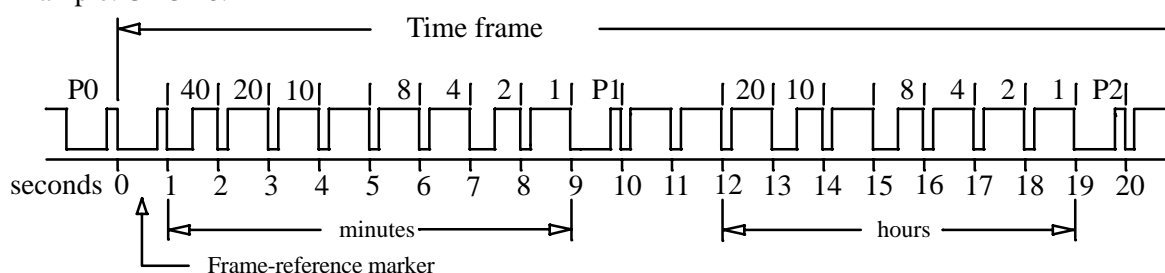 Time frame
P0 40 20 10 8 4 2 1 P1 20 10 8 4 2 1 P2
seconds 0 1 2 3 4 5 6 7 8 9 10 11 12 13 14 15 16 17 18 19 20
minutes hours
Frame-reference marker